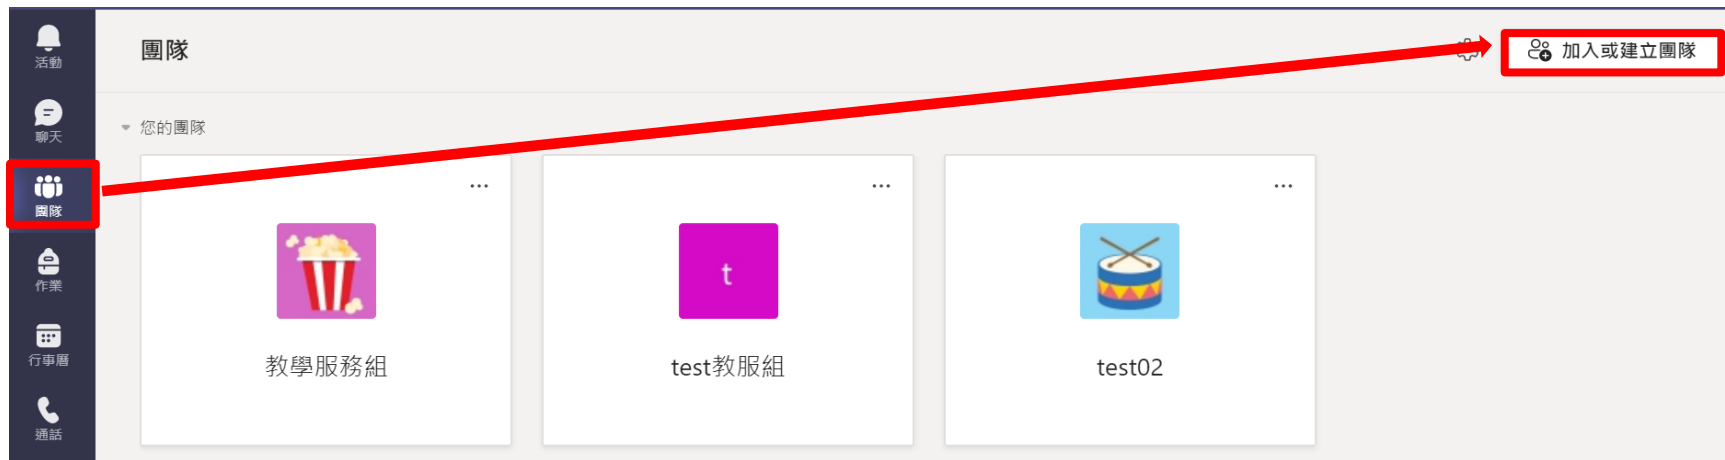 活動
聊天
團隊
作業
行事曆
通話
團隊
加入或建立團隊
您的團隊
教學服務組
t
test教服組
test02